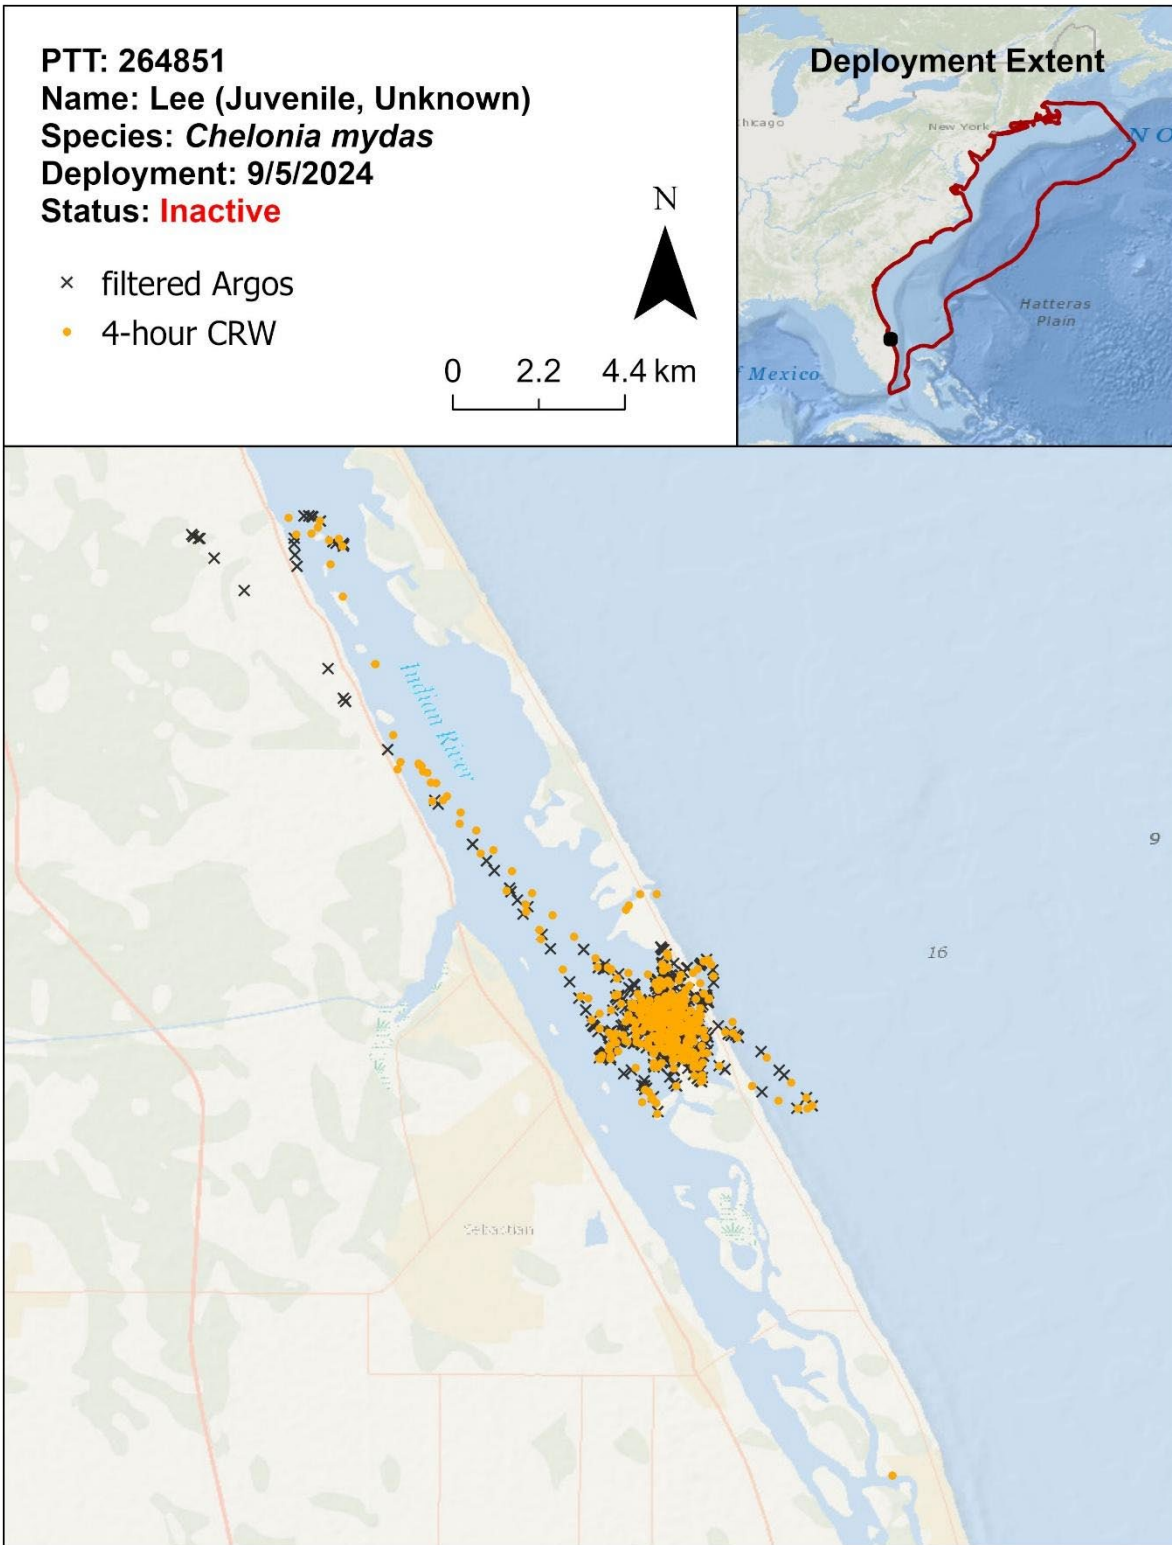 PTT: 264851
Name: Lee (Juvenile, Unknown)
Species: Chelonia mydas
Deployment: 9/5/2024
Status: Inactive
N
× filtered Argos
4-hour CRW
0 2.2 4.4 km
Deployment Extent
hicago
New York
N O
Hatteras
Plain
Mexico
Indian River
9
16
Sebastian